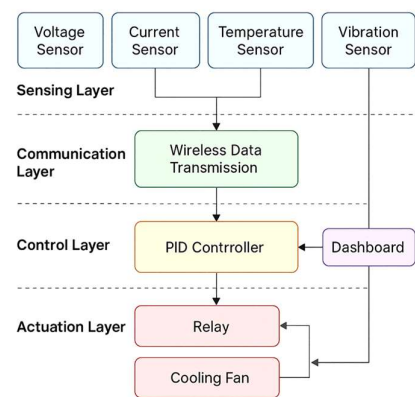 Voltage
Sensor
Current
Sensor
Temperature
Sensor
Vibration
Sensor
Sensing Layer
Communication
Layer
Wireless Data
Transmission
Control Layer
PID Contrroller
Dashboard
Actuation Layer
Relay
Cooling Fan